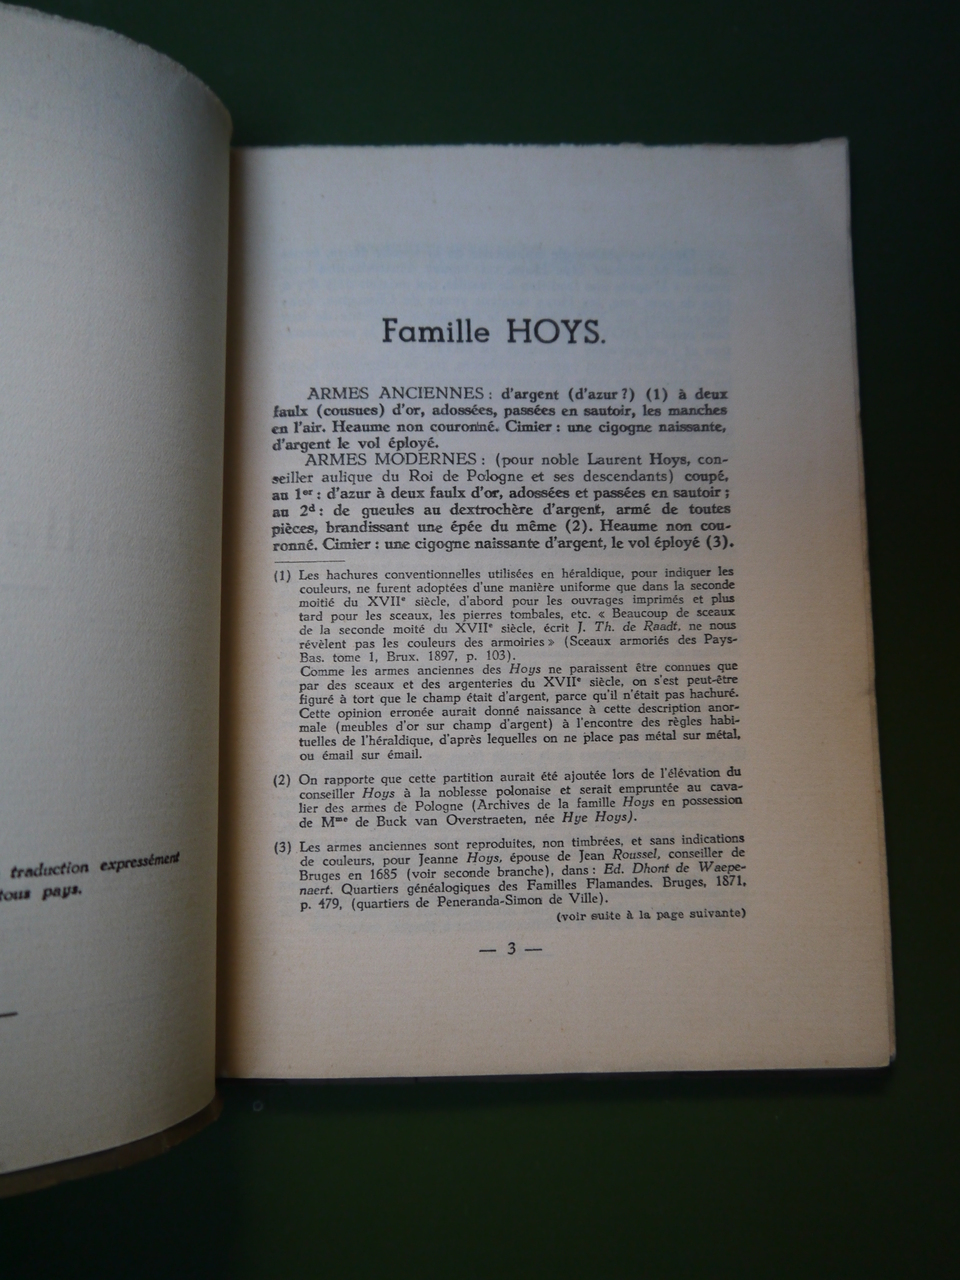 traduction expressément
tous pays.
Famille HOYS.
ARMES ANCIENNES : d'argent (d'azur ?) (1) à deux
faulx (cousues) d'or, adossées, passées en sautoir, les manches
en l'air. Heaume non couronné. Cimier : une cigogne naissante,
d'argent le vol éployé.
ARMES MODERNES : (pour noble Laurent Hoys, con-
seiller aulique du Roi de Pologne et ses descendants) coupé,
au 1er : d'azur à deux faulx d'or, adossées et passées en sautoir ;
au 2d : de gueules au dextrochère d'argent, armé de toutes
pièces, brandissant une épée du même (2). Heaume non cou-
ronné. Cimier : une cigogne naissante d'argent, le vol éployé (3).
(1) Les hachures conventionnelles utilisées en héraldique, pour indiquer les
couleurs, ne furent adoptées d'une manière uniforme que dans la seconde
moitié du XVIIe siècle, d'abord pour les ouvrages imprimés et plus
tard pour les sceaux, les pierres tombales, etc. « Beaucoup de sceaux
de la seconde moité du XVIIe siècle, écrit J. Th. de Raadt, ne nous
révèlent pas les couleurs des armoiries » (Sceaux armoriés des Pays-
Bas. tome 1, Brux. 1897, p. 103).
Comme les armes anciennes des Hoys ne paraissent être connues que
par des sceaux et des argenteries du XVIIe siècle, on s'est peut-être
figuré à tort que le champ était d'argent, parce qu'il n'était pas hachuré.
Cette opinion erronée aurait donné naissance à cette description anor-
male (meubles d'or sur champ d'argent) à l'encontre des règles habi-
tuelles de l'héraldique, d'après lequelles on ne place pas métal sur métal,
ou émail sur émail.
(2) On rapporte que cette partition aurait été ajoutée lors de l'élévation du
conseiller Hoys à la noblesse polonaise et serait empruntée au cava-
lier des armes de Pologne (Archives de la famille Hoys en possession
de Mme de Buck van Overstraeten, née Hye Hoys).
(3) Les armes anciennes sont reproduites, non timbrées, et sans indications
de couleurs, pour Jeanne Hoys, épouse de Jean Roussel, conseiller de
Bruges en 1685 (voir seconde branche), dans : Ed. Dhont de Waepe-
naert. Quartiers généalogiques des Familles Flamandes. Bruges, 1871,
p. 479, (quartiers de Peneranda-Simon de Ville).
(voir suite à la page suivante)
— 3 —